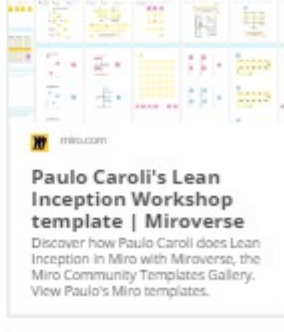 miro.com
Paulo Caroli's Lean
Inception Workshop
template | Miroverse
Discover how Paulo Caroli does Lean
Inception in Miro with Miroverse, the
Miro Community Templates Gallery.
View Paulo's Miro templates.